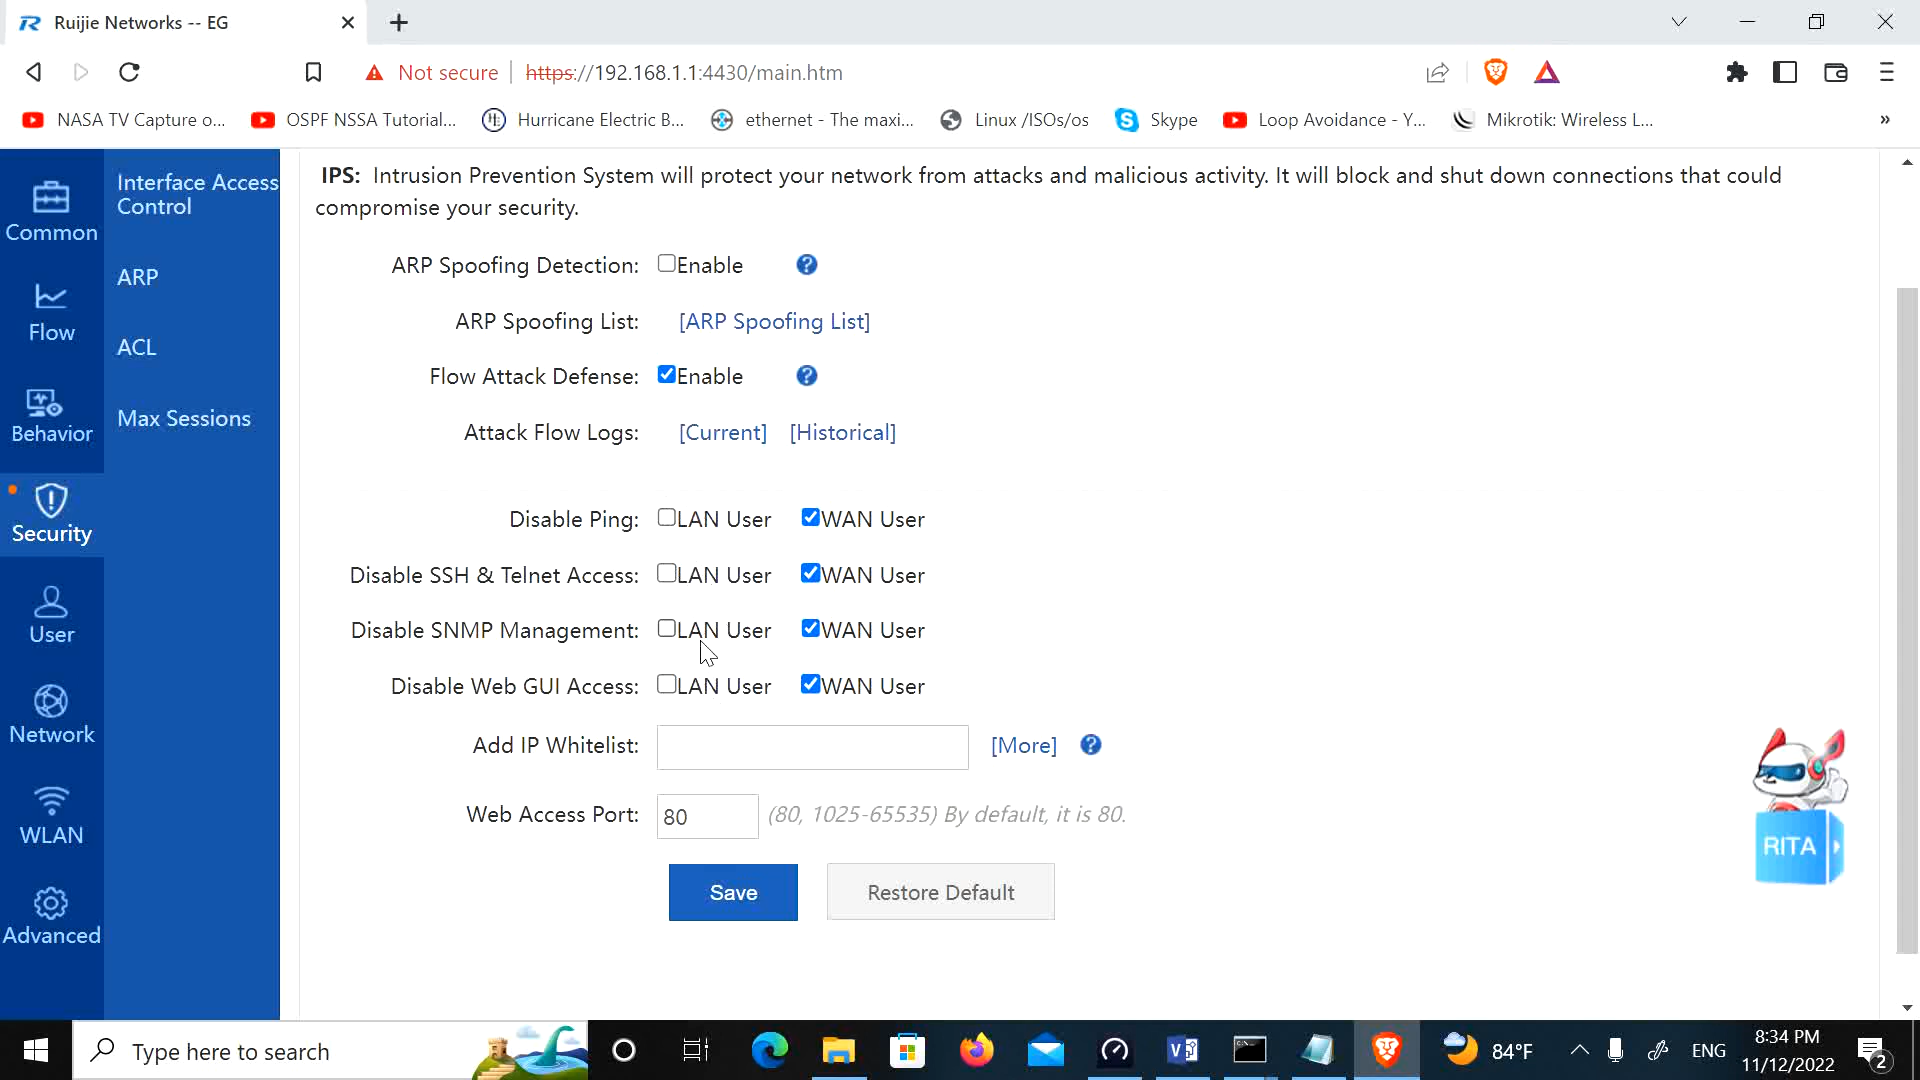 Ruijie Networks -- EG
Not secure
https://192.168.1.1:4430/main.htm
NASA TV Capture o...
OSPF NSSA Tutorial...
Hurricane Electric B...
ethernet - The maxi...
Linux /ISOs/os
Skype
Loop Avoidance - Y...
Mikrotik: Wireless L...
»
Common
Flow
Behavior
Security
User
Network
WLAN
Advanced
Interface Access
Control
ARP
ACL
Max Sessions
IPS: Intrusion Prevention System will protect your network from attacks and malicious activity. It will block and shut down connections that could
compromise your security.
ARP Spoofing Detection: Enable ?
ARP Spoofing List: [ARP Spoofing List]
Flow Attack Defense: Enable ?
Attack Flow Logs: [Current] [Historical]
Disable Ping: LAN User WAN User
Disable SSH & Telnet Access: LAN User WAN User
Disable SNMP Management: LAN User WAN User
Disable Web GUI Access: LAN User WAN User
Add IP Whitelist: [More] ?
Web Access Port: 80 (80, 1025-65535) By default, it is 80.
Save
Restore Default
RITA
Type here to search
84°F
ENG
8:34 PM
11/12/2022
2